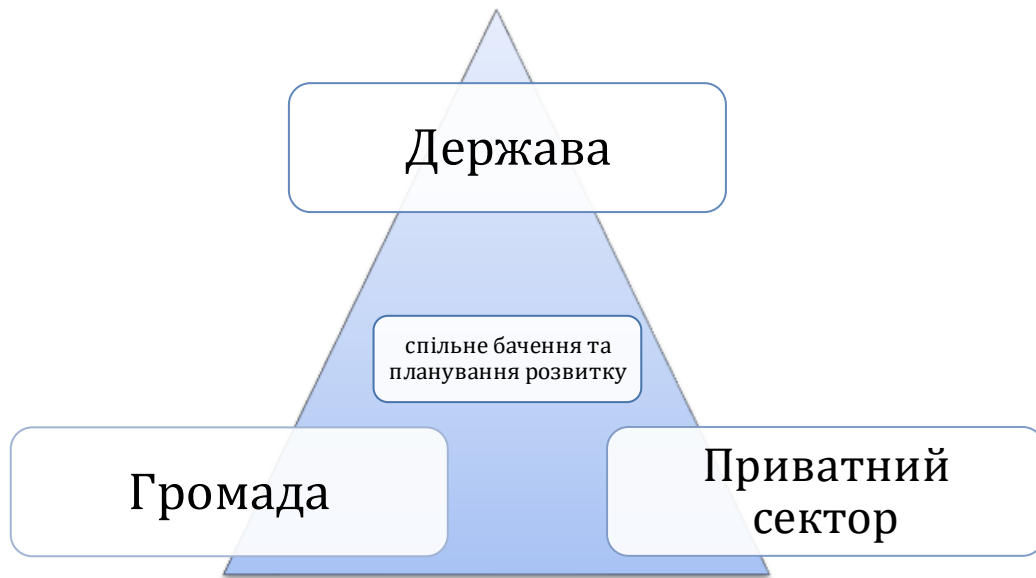 Держава
спільне бачення та
планування розвитку
Громада
Приватний
сектор